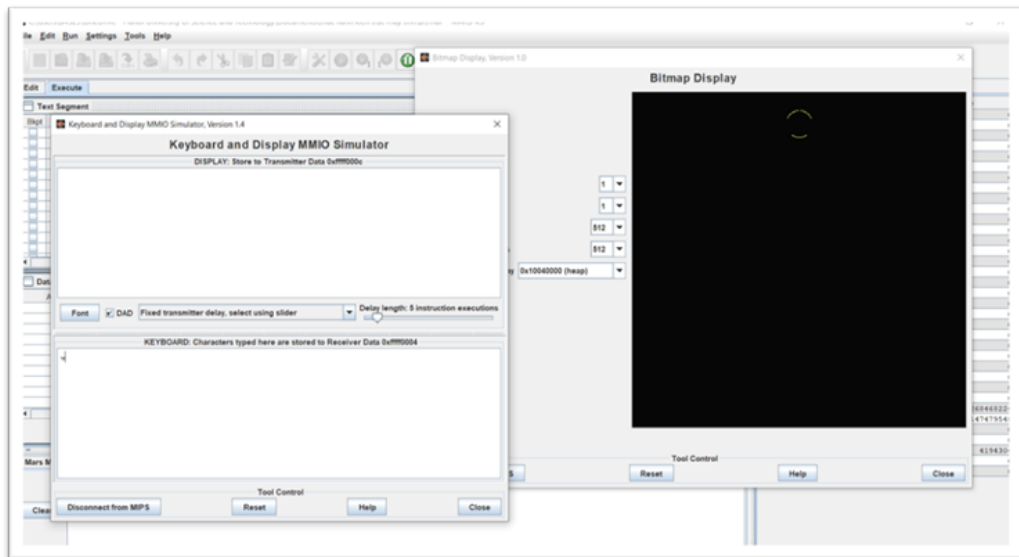 Edit Run Settings Tools Help
Edit Execute
Text Segment
Bkpt
Bitmap Display, Version 1.0
Bitmap Display
1
1
512
512
0x10040000 (heap)
Tool Control
Reset Help Close
Keyboard and Display MMIO Simulator, Version 1.4
Keyboard and Display MMIO Simulator
DISPLAY: Store to Transmitter Data 0xffff000c
Font DAD Fixed transmitter delay, select using slider Delay length: 5 instruction executions
KEYBOARD: Characters typed here are stored to Receiver Data 0xffff0004
Tool Control
Disconnect from MIPS Reset Help Close
Mars M
Clea